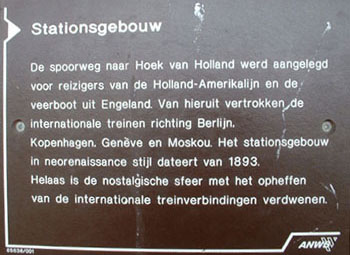 Stationsgebouw
De spoorweg naar Hoek van Holland werd aangelegd
voor reizigers van de Holland-Amerikalijn en de
veerboot uit Engeland. Van hieruit vertrokken de
internationale treinen richting Berlijn,
Kopenhagen, Genève en Moskou. Het stationsgebouw
in neorenaissance stijl dateert van 1893.
Helaas is de nostalgische sfeer met het opheffen
van de internationale treinverbindingen verdwenen.
ANWB